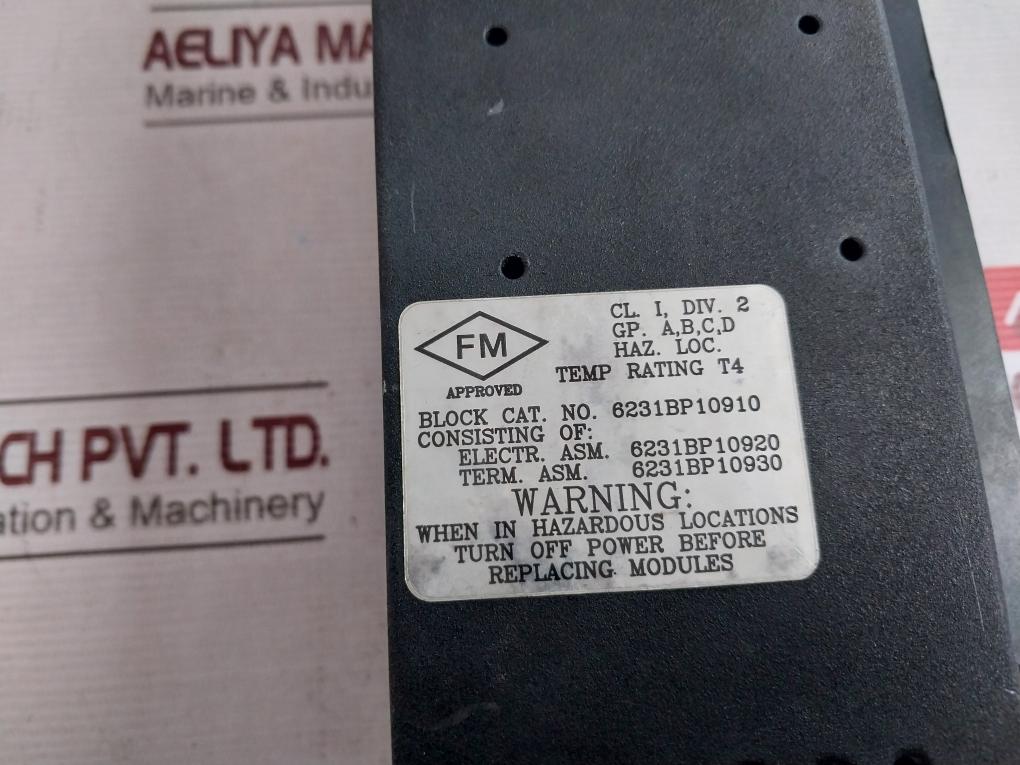 AELIYA MA
Marine & Indu
CH PVT. LTD.
ation & Machinery
FM
APPROVED
CL. I, DIV. 2
GP. A,B,C,D
HAZ. LOC.
TEMP RATING T4
BLOCK CAT. NO. 6231BP10910
CONSISTING OF:
ELECTR. ASM. 6231BP10920
TERM. ASM. 6231BP10930
WARNING:
WHEN IN HAZARDOUS LOCATIONS
TURN OFF POWER BEFORE
REPLACING MODULES